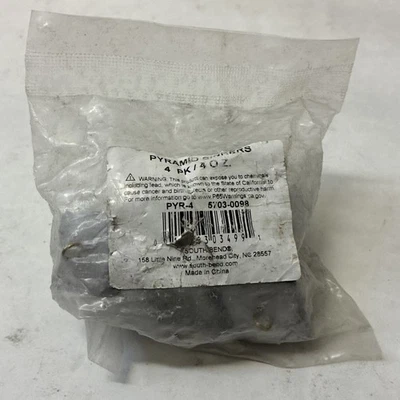 PYRAMID SINKERS
4 PK / 4 OZ.
WARNING: This product can expose you to chemicals
including lead, which is known to the State of California to
cause cancer and birth defects or other reproductive harm.
For more information go to www.P65Warnings.ca.gov.
PYR-4 5703-0098
SOUTH BEND®
158 Little Nine Rd., Morehead City, NC 28557
www.south-bend.com
Made in China